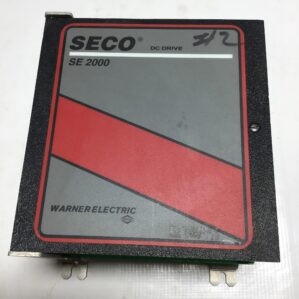 SECO® DC DRIVE
#2
SE 2000
WARNER ELECTRIC